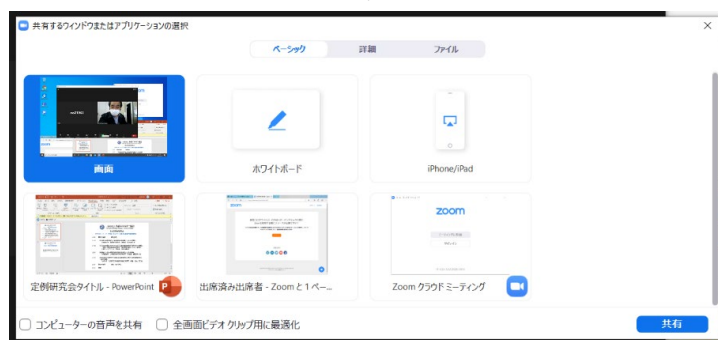 共有するウィンドウまたはアプリケーションの選択
ベーシック 詳細 ファイル
画面
ホワイトボード
iPhone/iPad
zoom
定例研究会タイトル - PowerPoint
出席済み出席者 - Zoom と 1 ペー...
Zoom クラウド ミーティング
コンピューターの音声を共有
全画面ビデオ クリップ用に最適化
共有